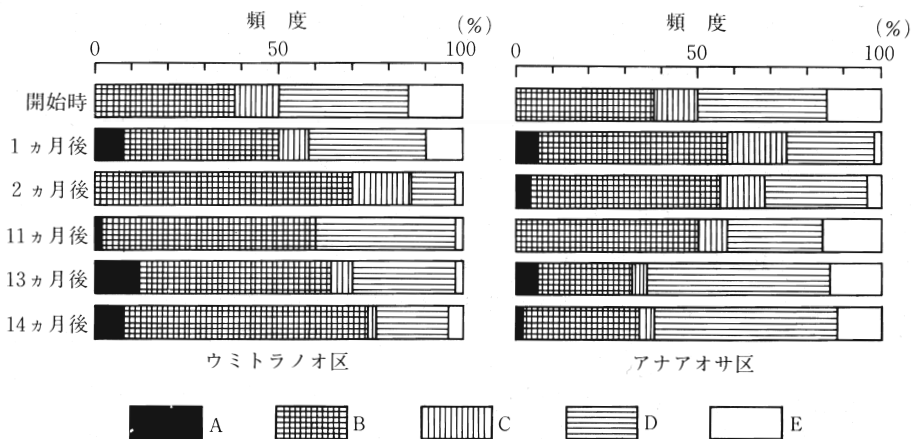 頻 度 (%)
0 50 100
頻 度 (%)
0 50 100
開始時
1ヵ月後
2ヵ月後
11ヵ月後
13ヵ月後
14ヵ月後
ウミトラノオ区
アナアオサ区
A B C D E